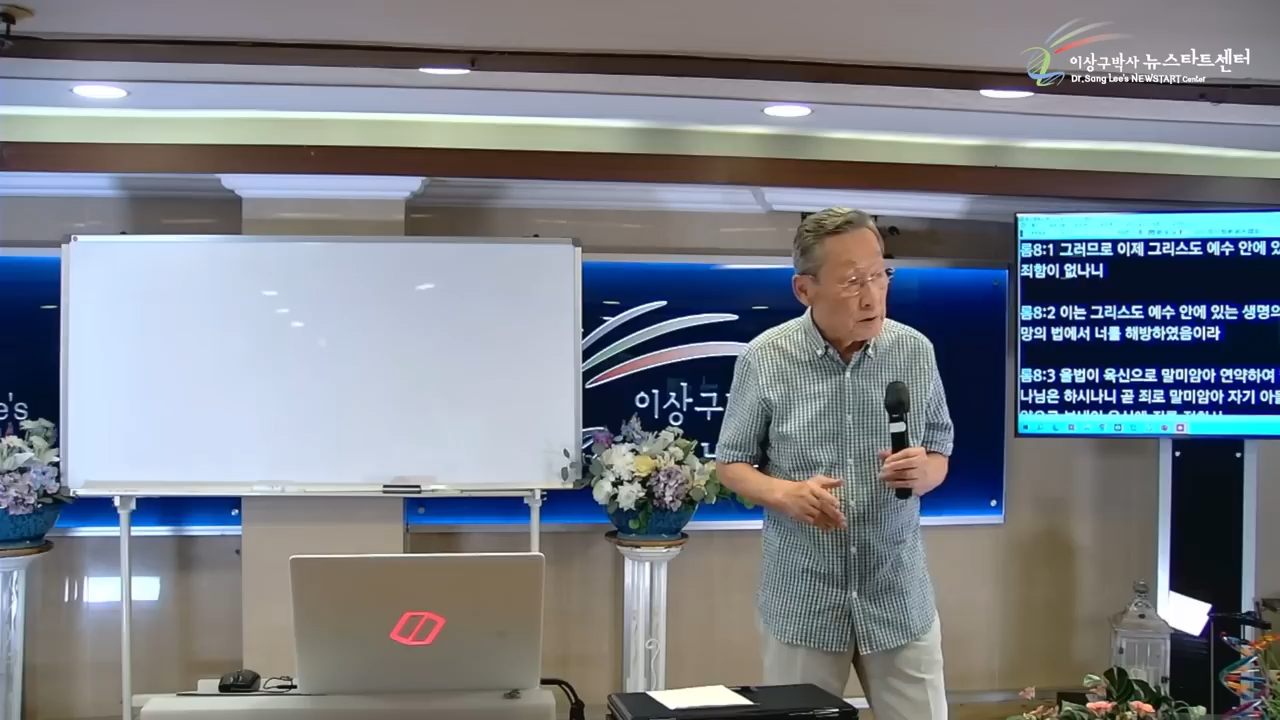 이상구박사 뉴스타트센터
Dr.Sang Lee's NEWSTART Center
롬8:1 그러므로 이제 그리스도 예수 안에
죄함이 없나니
롬8:2 이는 그리스도 예수 안에 있는 생명의
망의 법에서 너를 해방하였음이라
롬8:3 율법이 육신으로 말미암아 연약하여
나님은 하시나니 곧 죄로 말미암아 자기 아들
e's
이상구